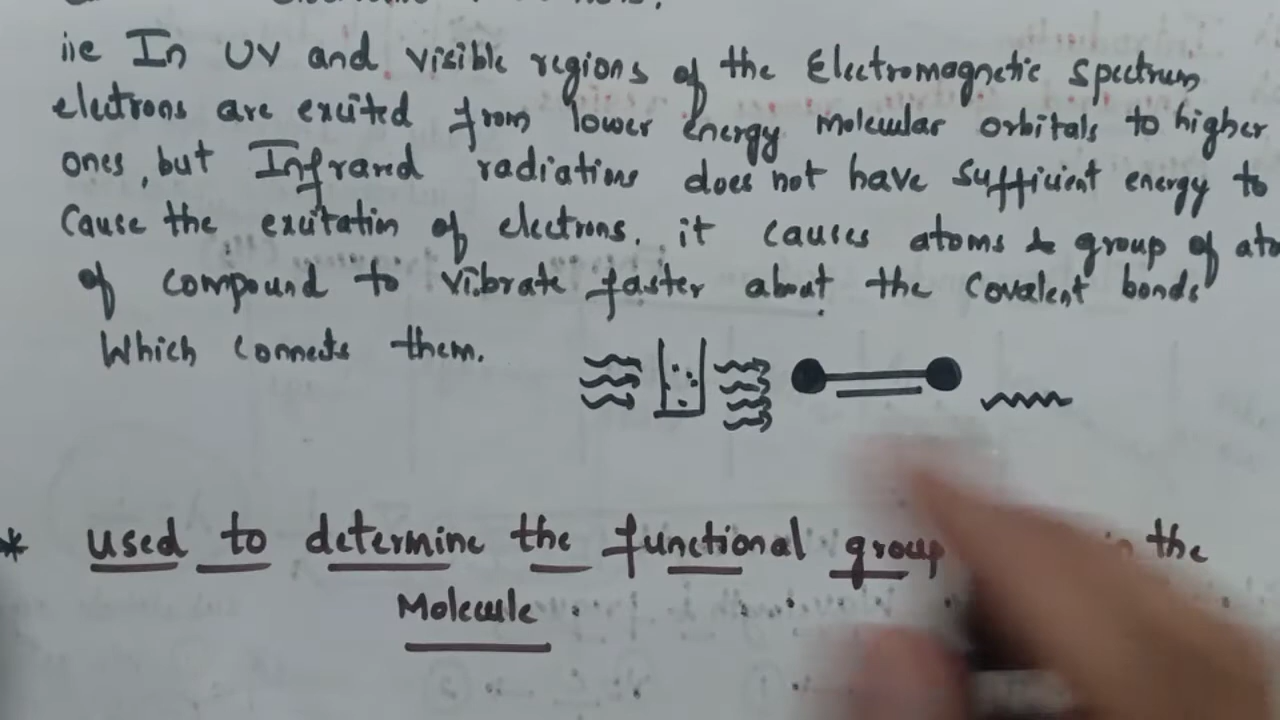 i.e In UV and visible regions of the Electromagnetic Spectrum
electrons are excited from lower energy molecular orbitals to higher
ones, but Infrared radiations does not have Sufficient energy to
Cause the excitation of electrons. it causes atoms & group of ato
of compound to vibrate faster about the covalent bonds
Which connects them.
* used to determine the functional group in the
Molecule.